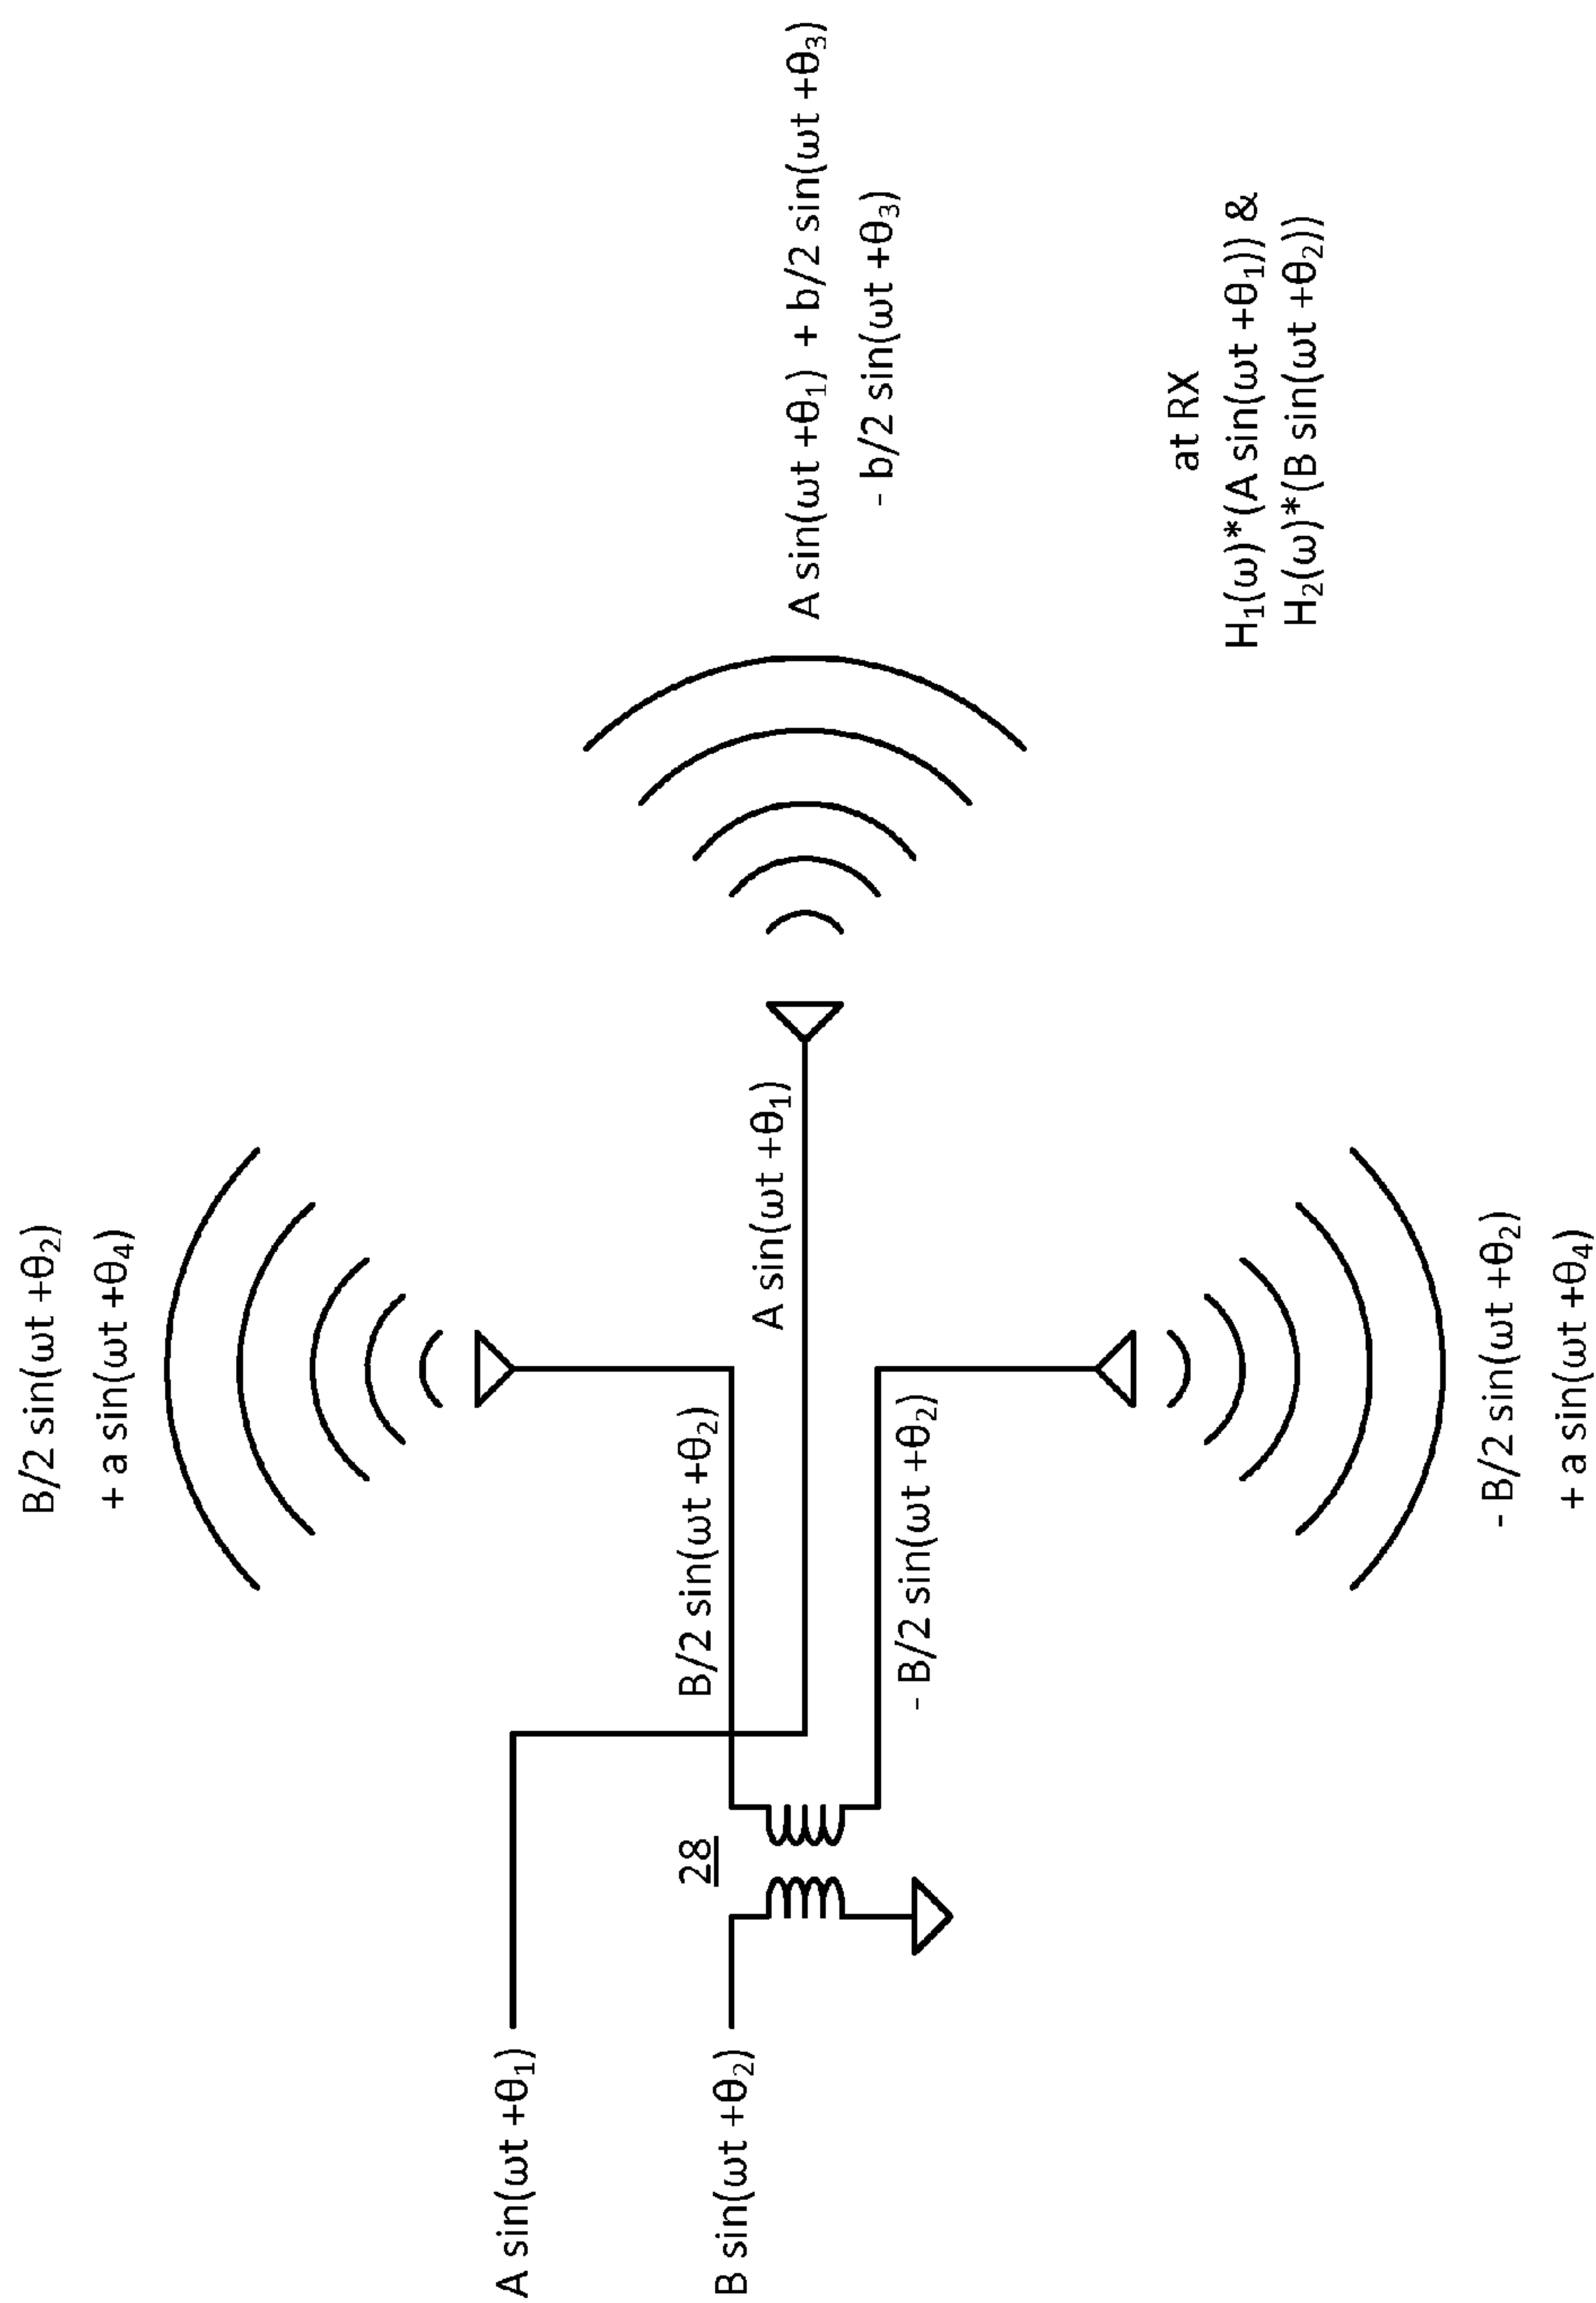 B/2 sin(ωt +θ₂)
+ a sin(ωt +θ₄)
A sin(ωt +θ₁)
28
B/2 sin(ωt +θ₂)
B sin(ωt +θ₂)
A sin(ωt +θ₁)
A sin(ωt +θ₁) + b/2 sin(ωt +θ₃)
- b/2 sin(ωt +θ₃)
- B/2 sin(ωt +θ₂)
at RX
H₁(ω)*(A sin(ωt +θ₁)) &
H₂(ω)*(B sin(ωt +θ₂))
- B/2 sin(ωt +θ₂)
+ a sin(ωt +θ₄)